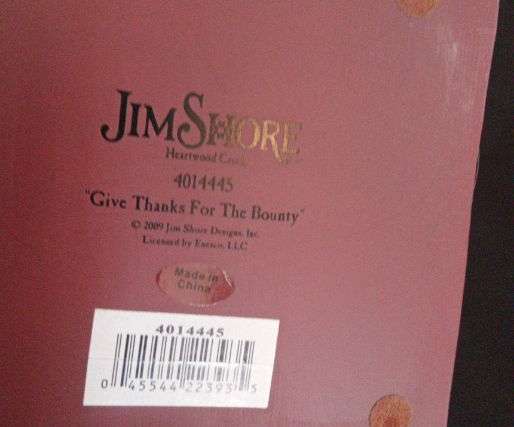 JIM SHORE
Heartwood Creek
4014445
"Give Thanks For The Bounty"
© 2009 Jim Shore Designs, Inc.
Licensed by Enesco, LLC
Made in
China
4014445
0 45544 22393 5